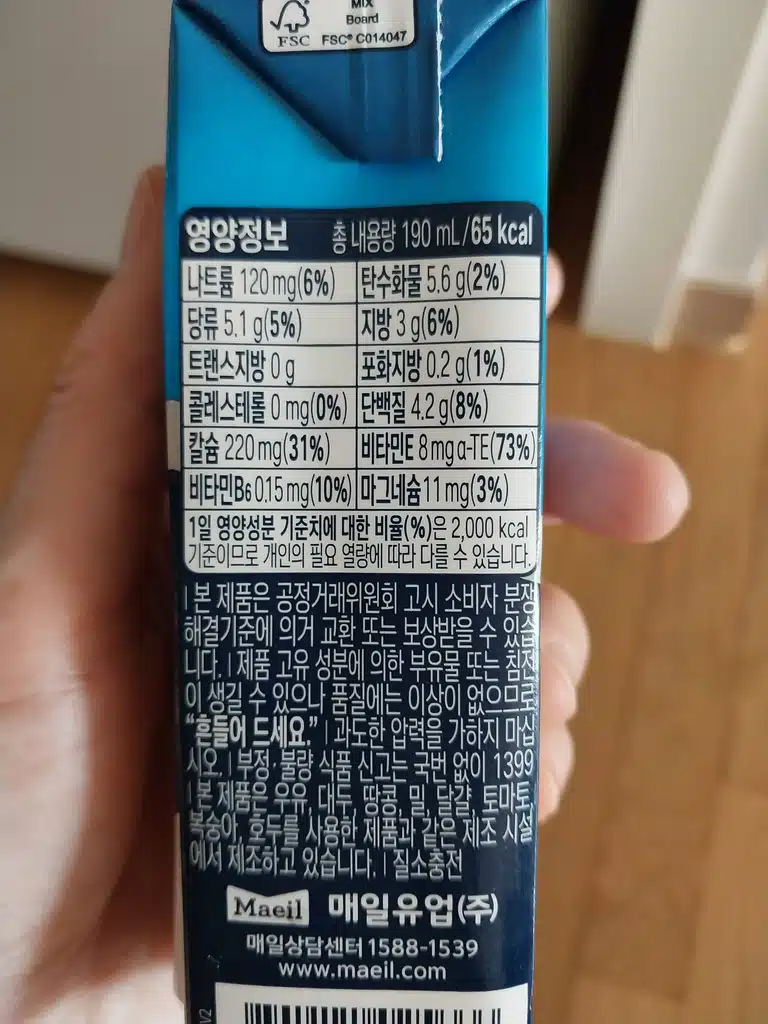 MIX
Board
FSC FSC® C014047
영양정보 총 내용량 190 mL/65 kcal
나트륨 120 mg(6%) 탄수화물 5.6 g(2%)
당류 5.1 g(5%) 지방 3 g(6%)
트랜스지방 0 g 포화지방 0.2 g(1%)
콜레스테롤 0 mg(0%) 단백질 4.2 g(8%)
칼슘 220 mg(31%) 비타민E 8 mg α-TE(73%)
비타민B6 0.15 mg(10%) 마그네슘 11 mg(3%)
1일 영양성분 기준치에 대한 비율(%)은 2,000 kcal
기준이므로 개인의 필요 열량에 따라 다를 수 있습니다.
| 본 제품은 공정거래위원회 고시 소비자 분쟁
해결기준에 의거 교환 또는 보상받을 수 있습
니다. | 제품 고유 성분에 의한 부유물 또는 침전
이 생길 수 있으나 품질에는 이상이 없으므로
“흔들어 드세요.” | 과도한 압력을 가하지 마십
시오. | 부정·불량 식품 신고는 국번 없이 1399
| 본 제품은 우유, 대두, 땅콩, 밀, 달걀, 토마토,
복숭아, 호두를 사용한 제품과 같은 제조 시설
에서 제조하고 있습니다. | 질소충전
Maeil 매일유업(주)
매일상담센터 1588-1539
www.maeil.com
V2